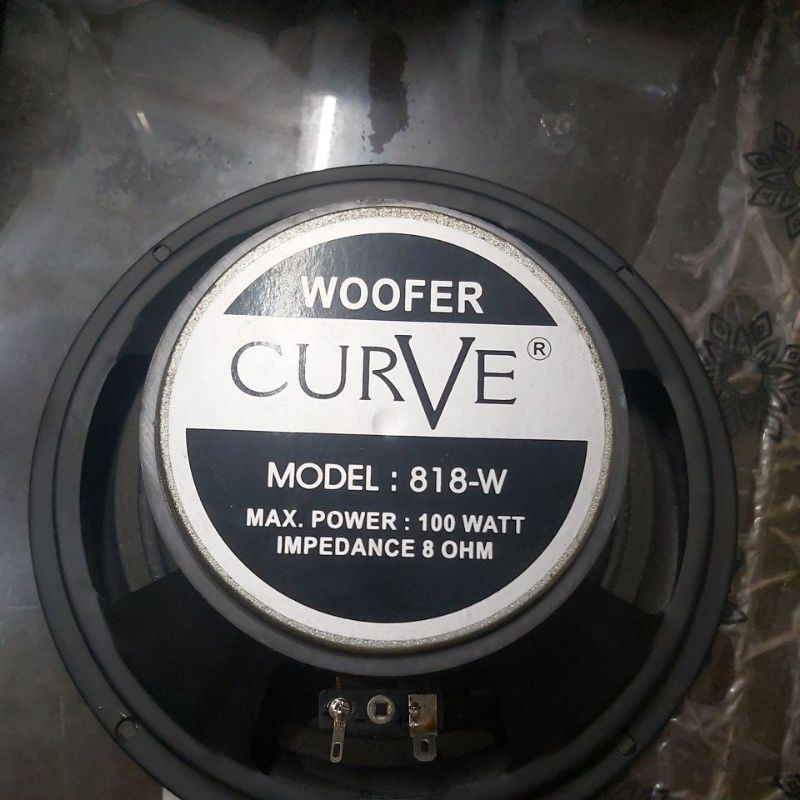 WOOFER
CURVE ®
MODEL : 818-W
MAX. POWER : 100 WATT
IMPEDANCE 8 OHM